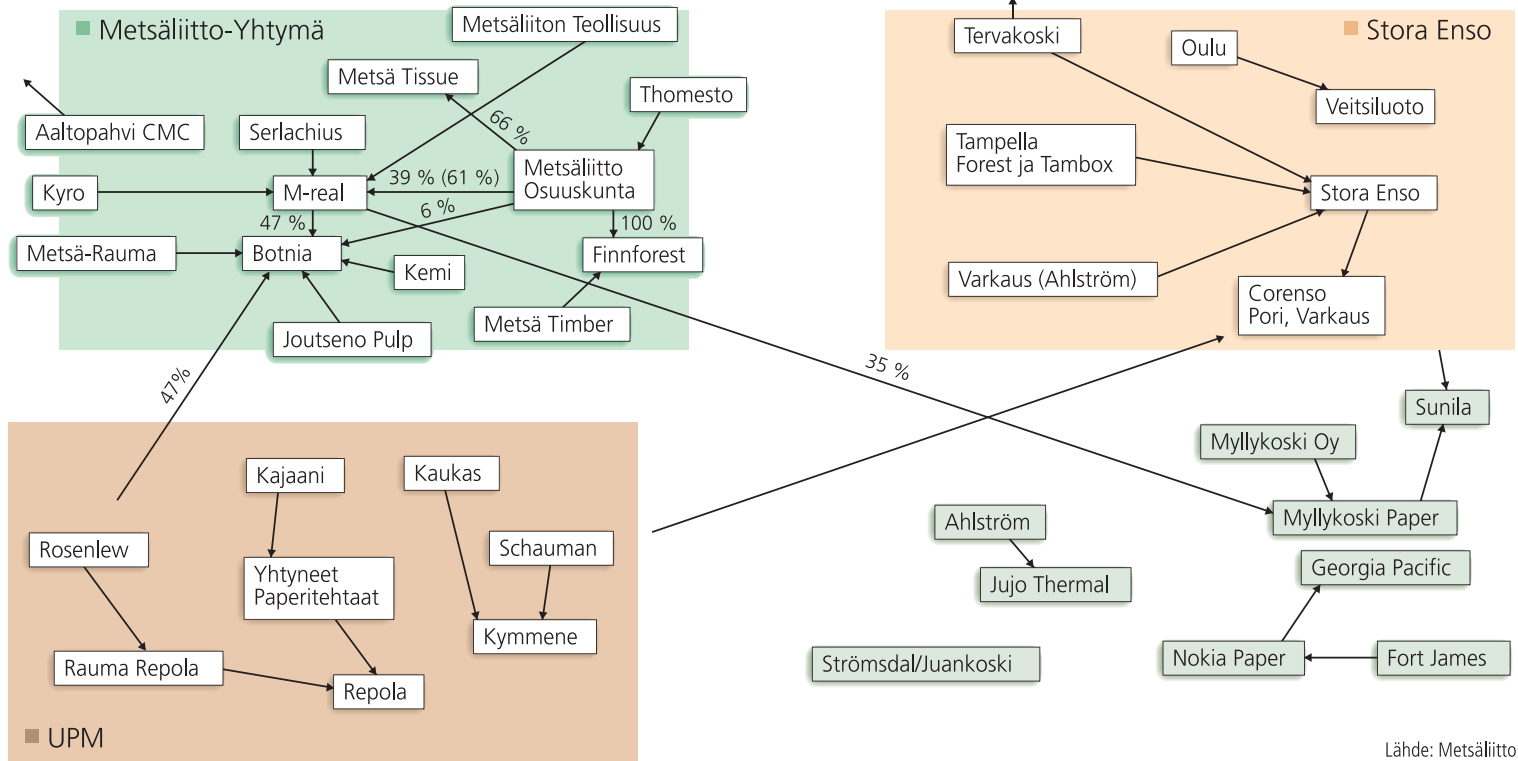 Metsäliitto-Yhtymä
Metsäliiton Teollisuus
Metsä Tissue
Thomesto
Aaltopahvi CMC
Serlachius
66 %
Metsäliitto
Osuuskunta
Kyro
M-real
39 % (61 %)
47 %
6 %
100 %
Metsä-Rauma
Botnia
Kemi
Finnforest
Joutseno Pulp
Metsä Timber
Stora Enso
Tervakoski
Oulu
Veitsiluoto
Tampella
Forest ja Tambox
Stora Enso
Varkaus (Ahlström)
Corenso
Pori, Varkaus
47%
35 %
Kajaani
Kaukas
Rosenlew
Schauman
Yhtyneet
Paperitehtaat
Kymmene
Rauma Repola
Repola
UPM
Sunila
Myllykoski Oy
Myllykoski Paper
Ahlström
Jujo Thermal
Georgia Pacific
Strömsdal/Juankoski
Nokia Paper
Fort James
Lähde: Metsäliitto